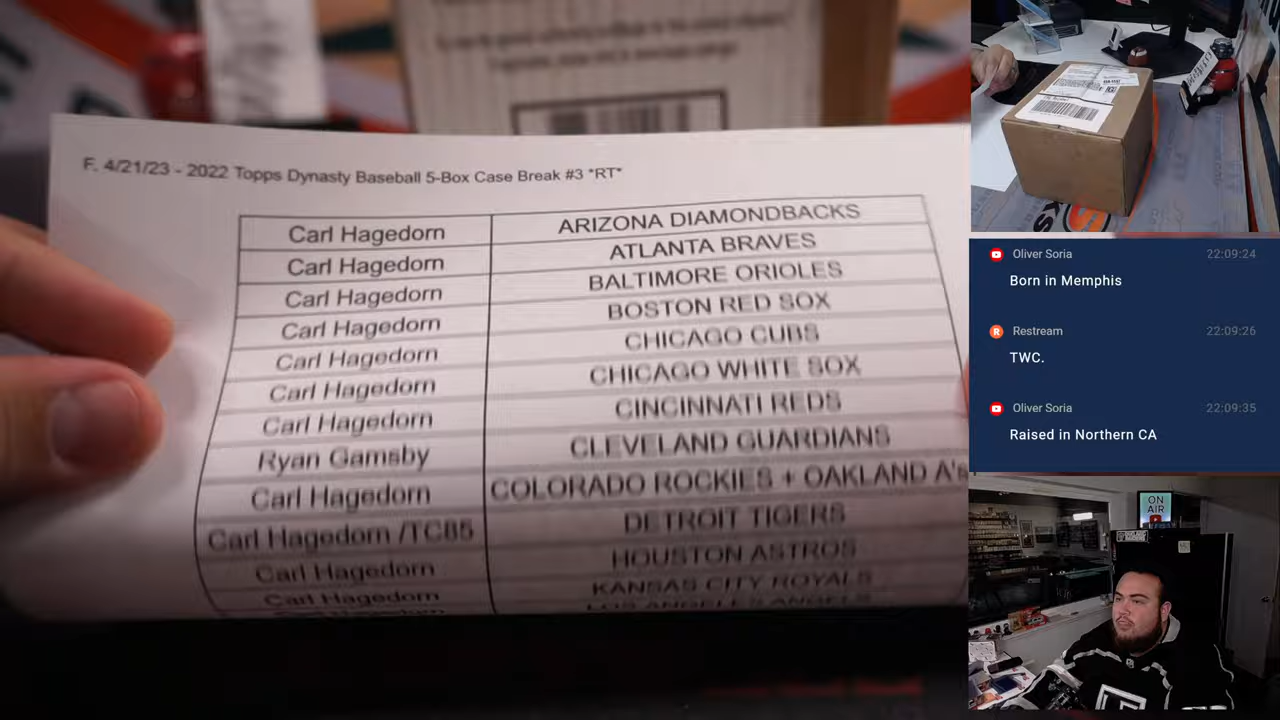 F. 4/21/23 - 2022 Topps Dynasty Baseball 5-Box Case Break #3 *RT*
Carl Hagedorn ARIZONA DIAMONDBACKS
Carl Hagedorn ATLANTA BRAVES
Carl Hagedorn BALTIMORE ORIOLES
Carl Hagedorn BOSTON RED SOX
Carl Hagedorn CHICAGO CUBS
Carl Hagedorn CHICAGO WHITE SOX
Carl Hagedorn CINCINNATI REDS
Ryan Gamsby CLEVELAND GUARDIANS
Carl Hagedorn COLORADO ROCKIES + OAKLAND A's
Carl Hagedorn /TC85 DETROIT TIGERS
Carl Hagedorn HOUSTON ASTROS
Carl Hagedorn KANSAS CITY ROYALS
LOS ANGELES ANGELS
Oliver Soria 22:09:24
Born in Memphis
Restream 22:09:26
TWC.
Oliver Soria 22:09:35
Raised in Northern CA
ON
AIR